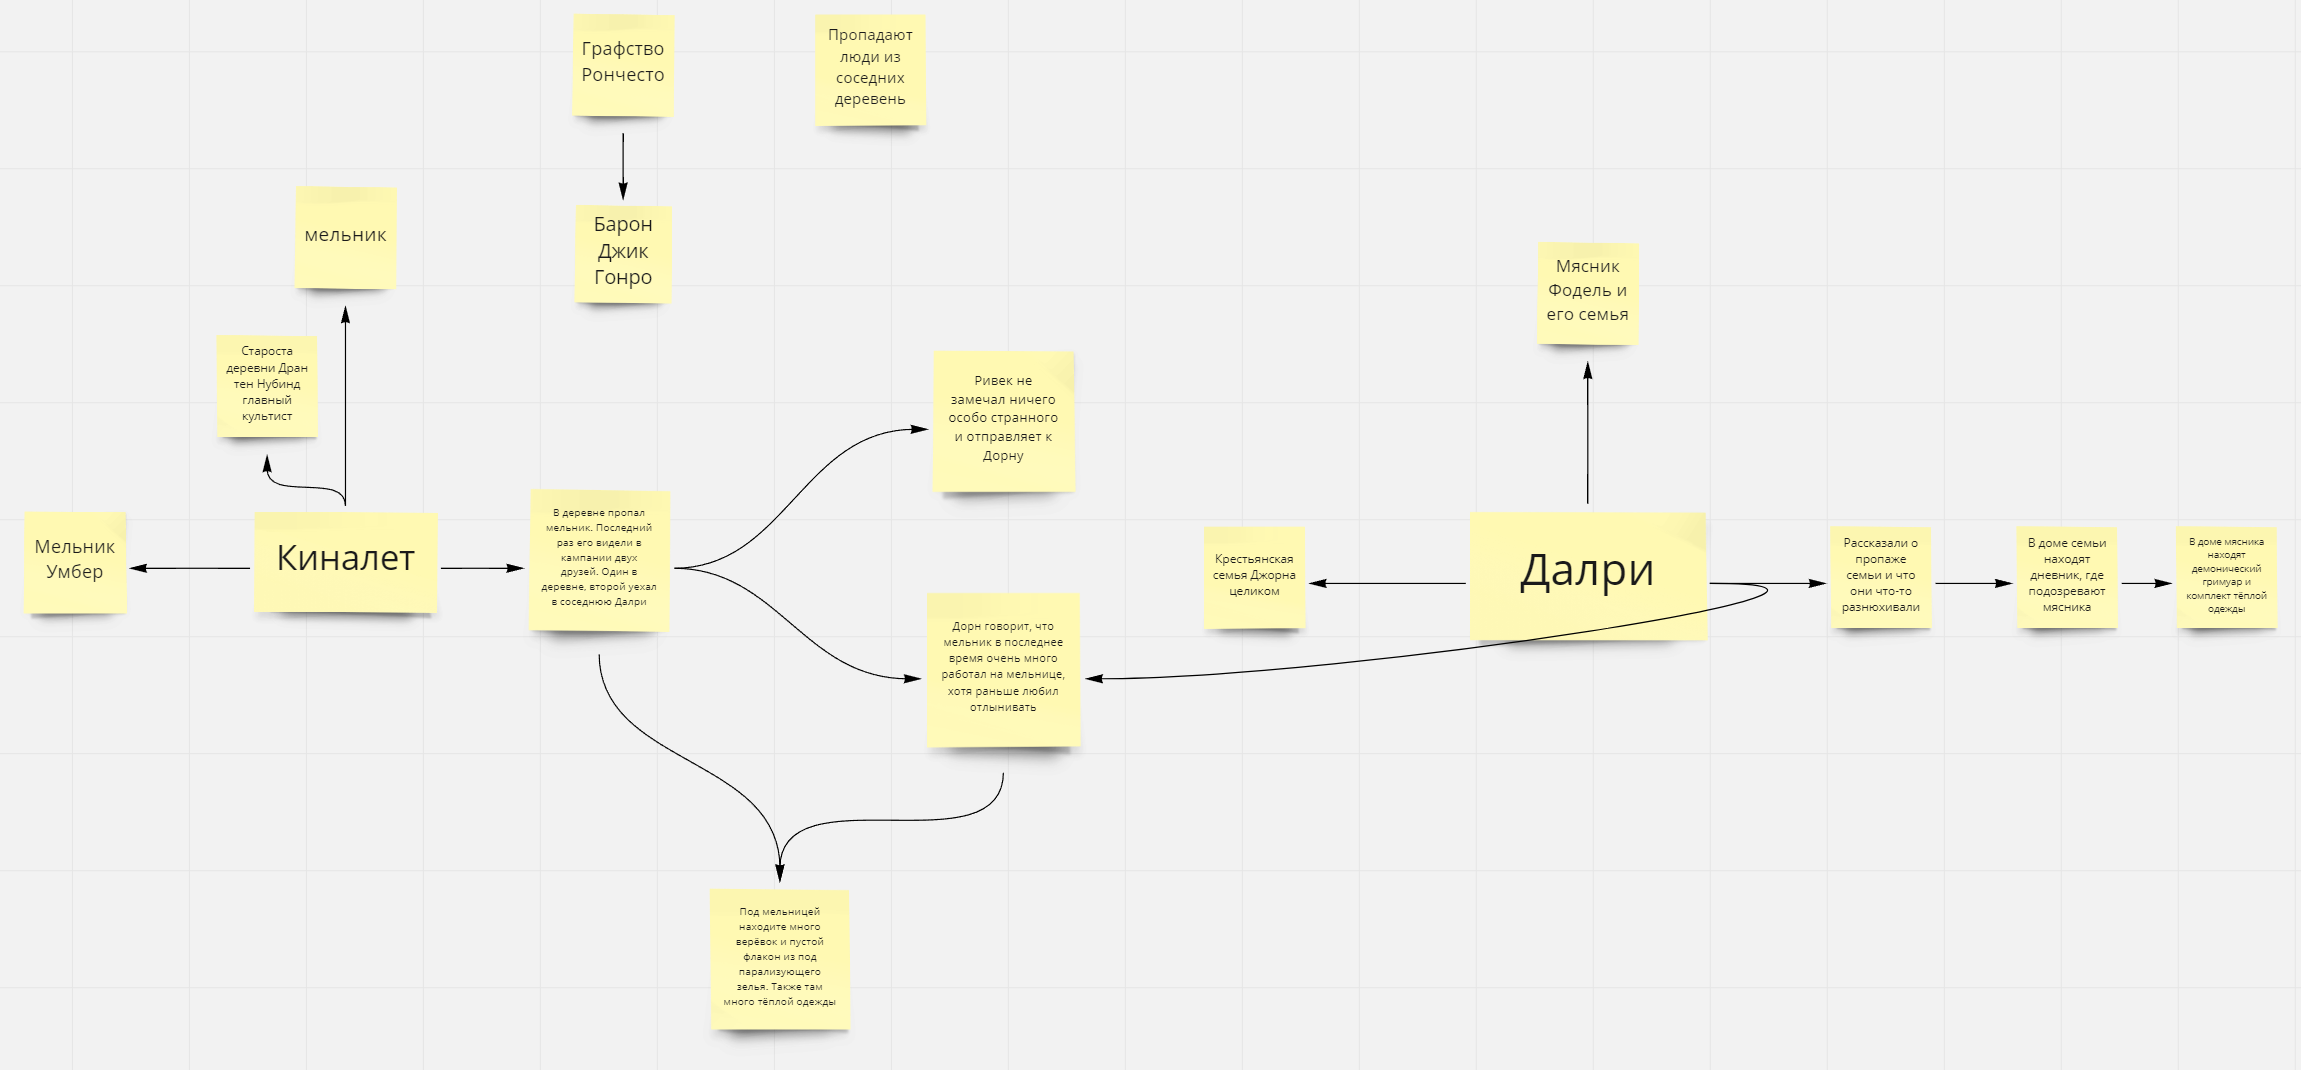 Графство
Рончесто
Пропадают
люди из
соседних
деревень
мельник
Барон
Джик
Гонро
Мясник
Фодель и
его семья
Староста
деревни Дран
тен Нубинд
главный
культист
Ривек не
замечал ничего
особо странного
и отправляет к
Дорну
Мельник
Умбер
Киналет
В деревне пропал
мельник. Последний
раз его видели в
кампании двух
друзей. Один в
деревне, второй уехал
в соседнюю Далри
Крестьянская
семья Джорна
целиком
Далри
Рассказали о
пропаже
семьи и что
они что-то
разнюхивали
В доме семьи
находят
дневник, где
подозревают
мясника
В доме мясника
находят
демонический
гримуар и
комплект тёплой
одежды
Дорн говорит, что
мельник в последнее
время очень много
работал на мельнице,
хотя раньше любил
отлынивать
Под мельницей
находите много
верёвок и пустой
флакон из под
парализующего
зелья. Также там
много тёплой одежды